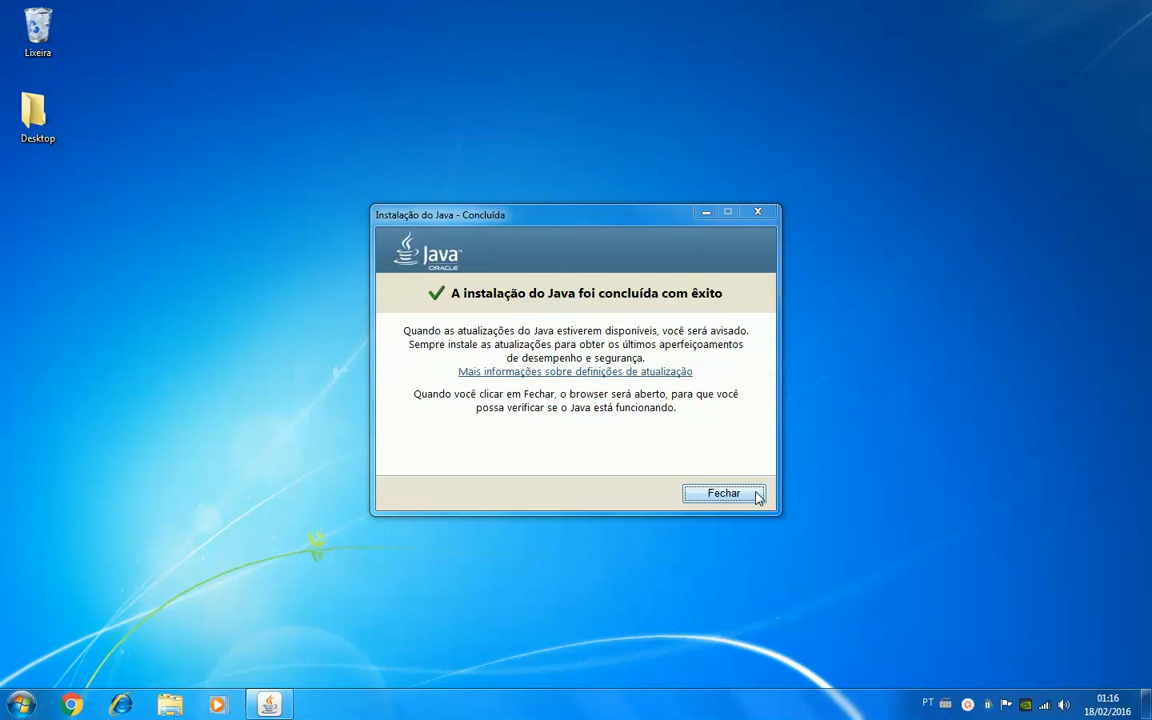 Lixeira
Desktop
Instalação do Java - Concluída
Java™
ORACLE
A instalação do Java foi concluída com êxito
Quando as atualizações do Java estiverem disponíveis, você será avisado.
Sempre instale as atualizações para obter os últimos aperfeiçoamentos
de desempenho e segurança.
Mais informações sobre definições de atualização
Quando você clicar em Fechar, o browser será aberto, para que você
possa verificar se o Java está funcionando.
Fechar
PT
01:16
18/02/2016